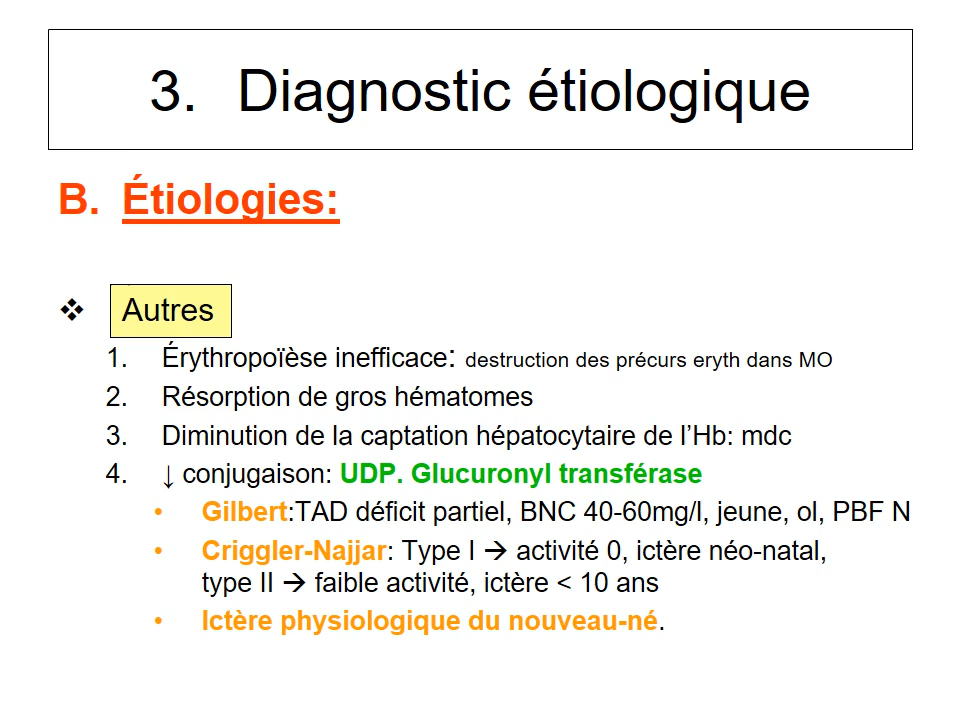 3. Diagnostic étiologique
B. Étiologies:
❖ Autres
1. Érythropoïèse inefficace: destruction des précurs eryth dans MO
2. Résorption de gros hématomes
3. Diminution de la captation hépatocytaire de l’Hb: mdc
4. ↓ conjugaison: UDP. Glucuronyl transférase
• Gilbert:TAD déficit partiel, BNC 40-60mg/l, jeune, ol, PBF N
• Criggler-Najjar: Type I → activité 0, ictère néo-natal,
type II → faible activité, ictère < 10 ans
• Ictère physiologique du nouveau-né.